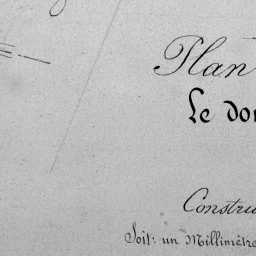 Plan
Le do
Constru
Soit: un Millimètre